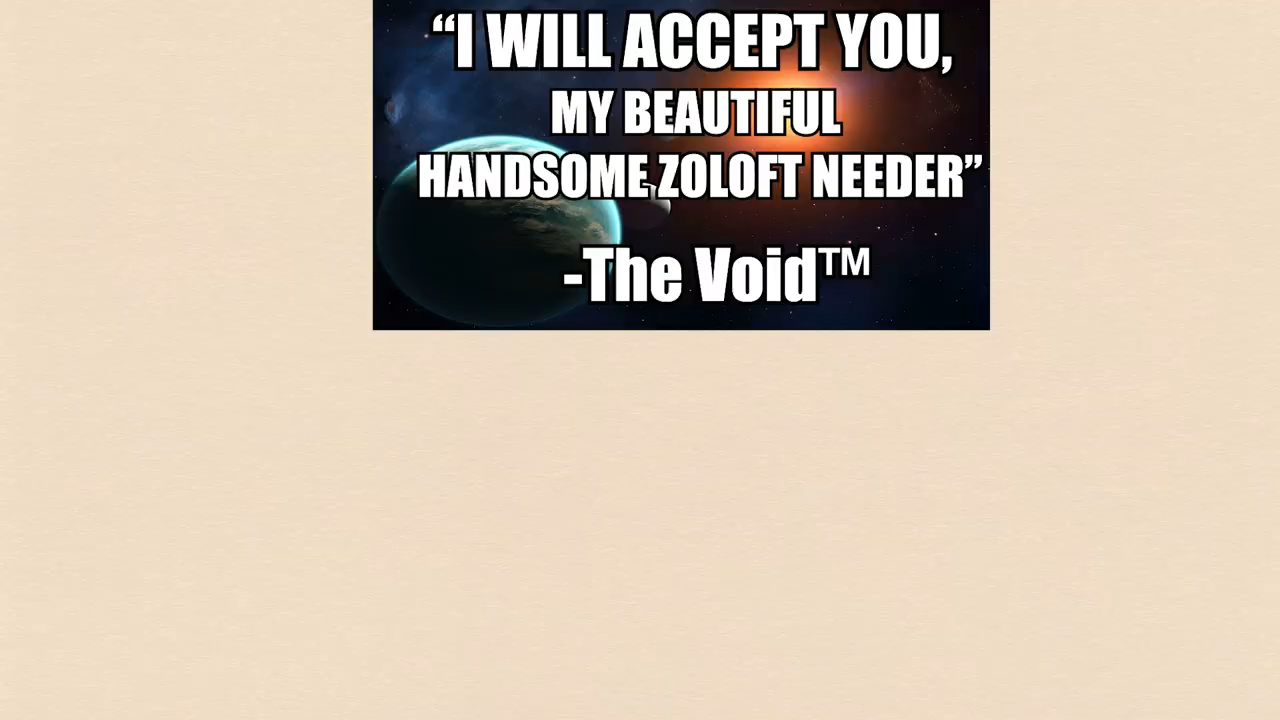 “I WILL ACCEPT YOU,
MY BEAUTIFUL
HANDSOME ZOLOFT NEEDER”
-The Void™